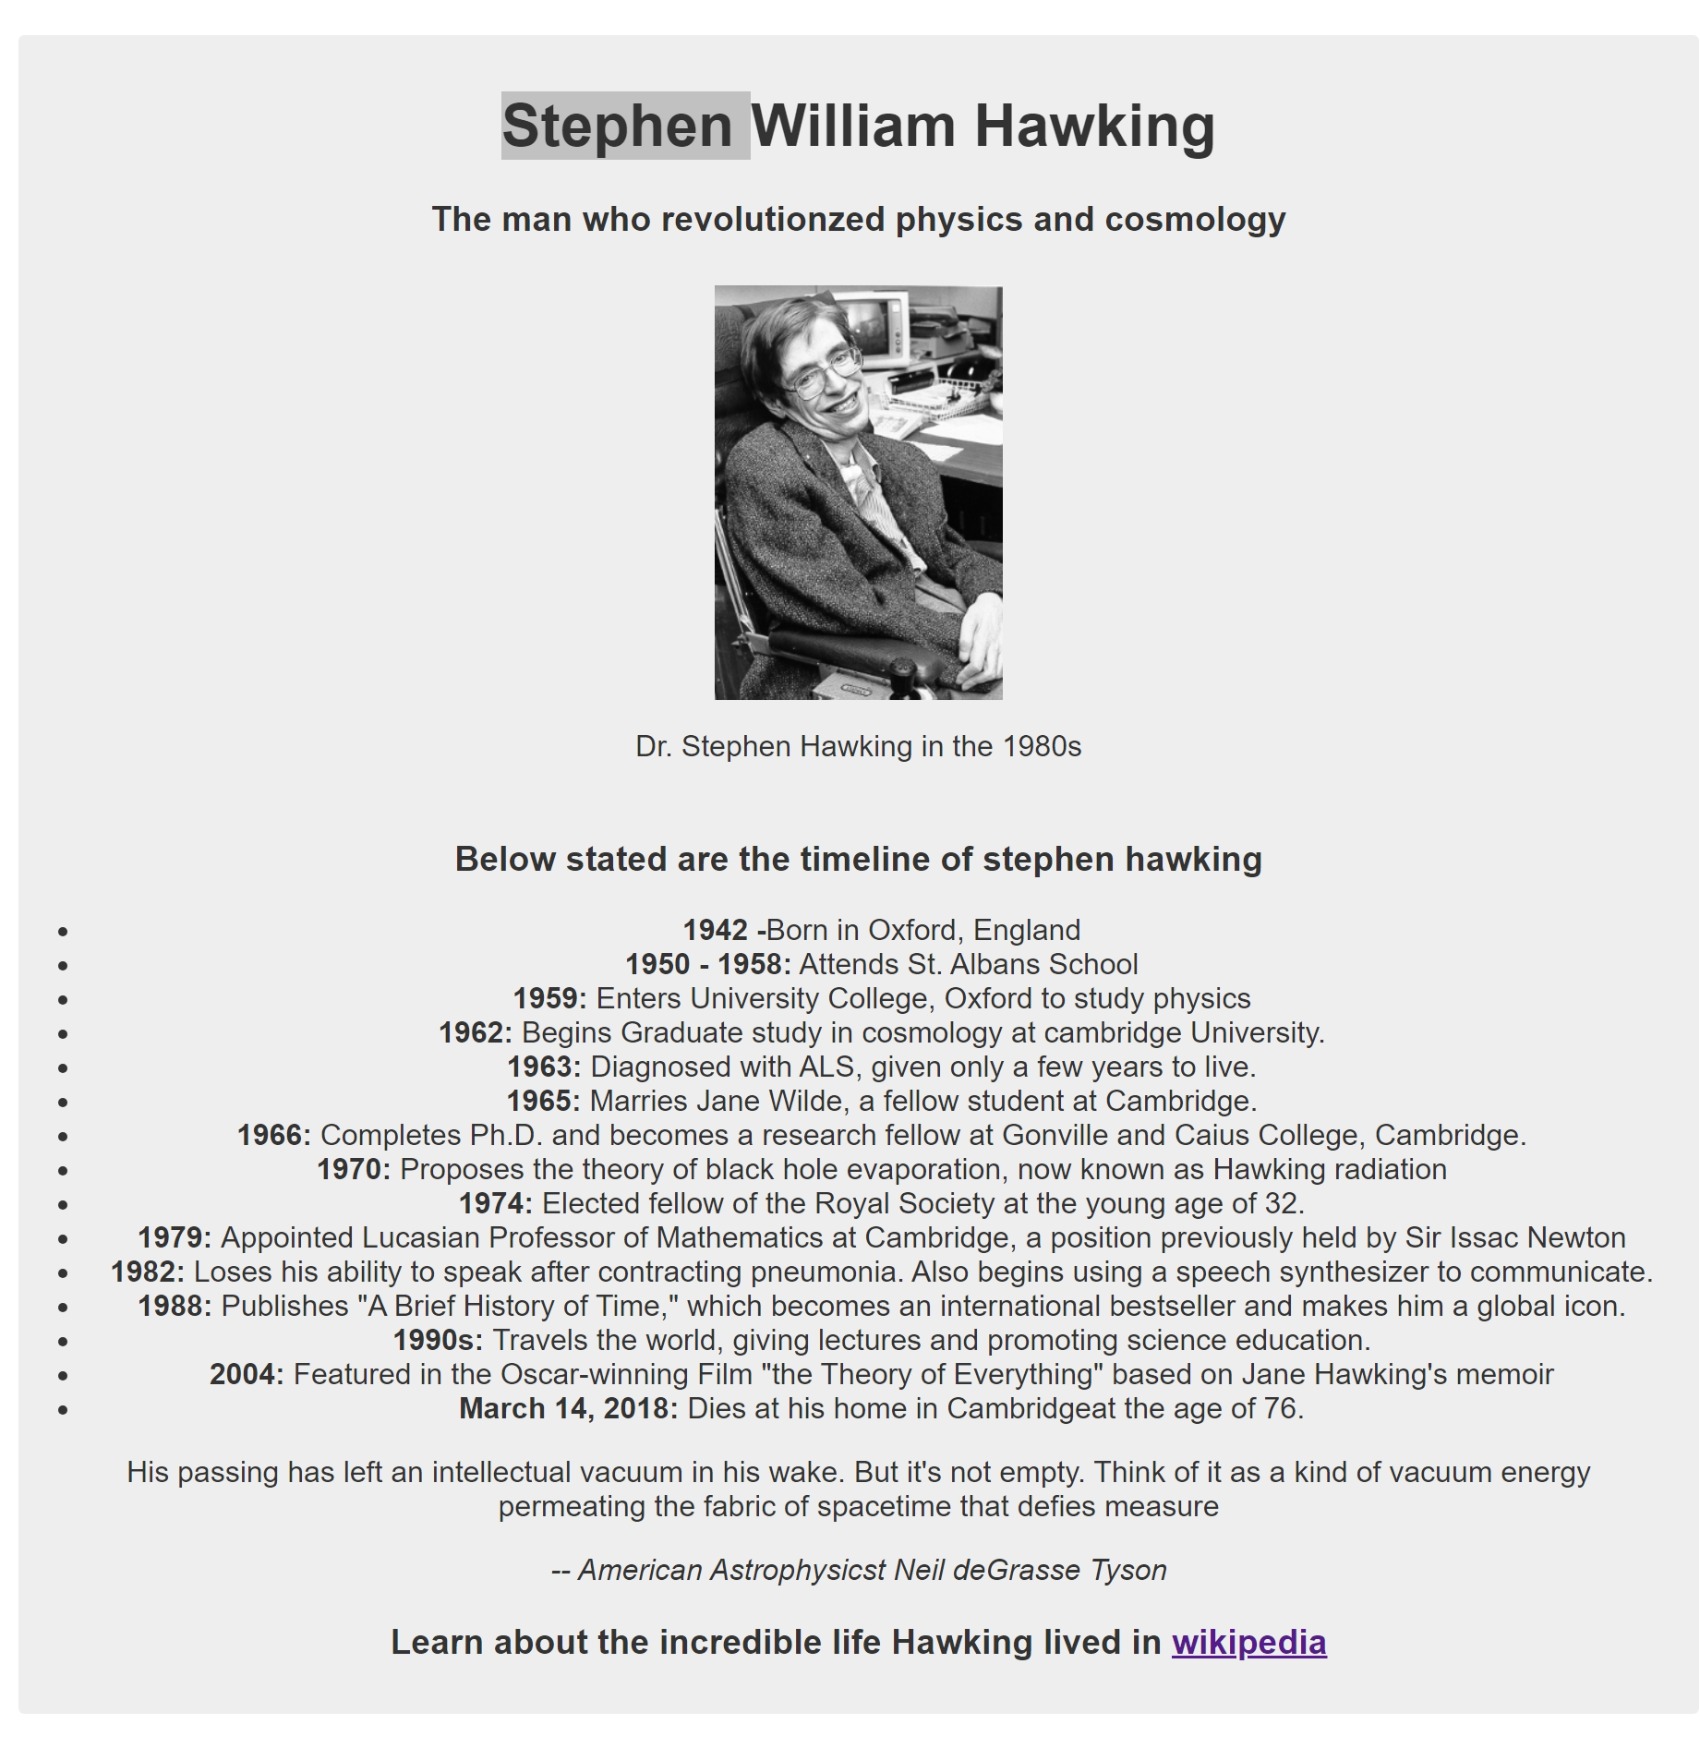 Stephen William Hawking
The man who revolutionzed physics and cosmology
Dr. Stephen Hawking in the 1980s
Below stated are the timeline of stephen hawking
1942 -Born in Oxford, England
1950 - 1958: Attends St. Albans School
1959: Enters University College, Oxford to study physics
1962: Begins Graduate study in cosmology at cambridge University.
1963: Diagnosed with ALS, given only a few years to live.
1965: Marries Jane Wilde, a fellow student at Cambridge.
1966: Completes Ph.D. and becomes a research fellow at Gonville and Caius College, Cambridge.
1970: Proposes the theory of black hole evaporation, now known as Hawking radiation
1974: Elected fellow of the Royal Society at the young age of 32.
1979: Appointed Lucasian Professor of Mathematics at Cambridge, a position previously held by Sir Issac Newton
1982: Loses his ability to speak after contracting pneumonia. Also begins using a speech synthesizer to communicate.
1988: Publishes "A Brief History of Time," which becomes an international bestseller and makes him a global icon.
1990s: Travels the world, giving lectures and promoting science education.
2004: Featured in the Oscar-winning Film "the Theory of Everything" based on Jane Hawking's memoir
March 14, 2018: Dies at his home in Cambridgeat the age of 76.
His passing has left an intellectual vacuum in his wake. But it's not empty. Think of it as a kind of vacuum energy
permeating the fabric of spacetime that defies measure
-- American Astrophysicst Neil deGrasse Tyson
Learn about the incredible life Hawking lived in wikipedia